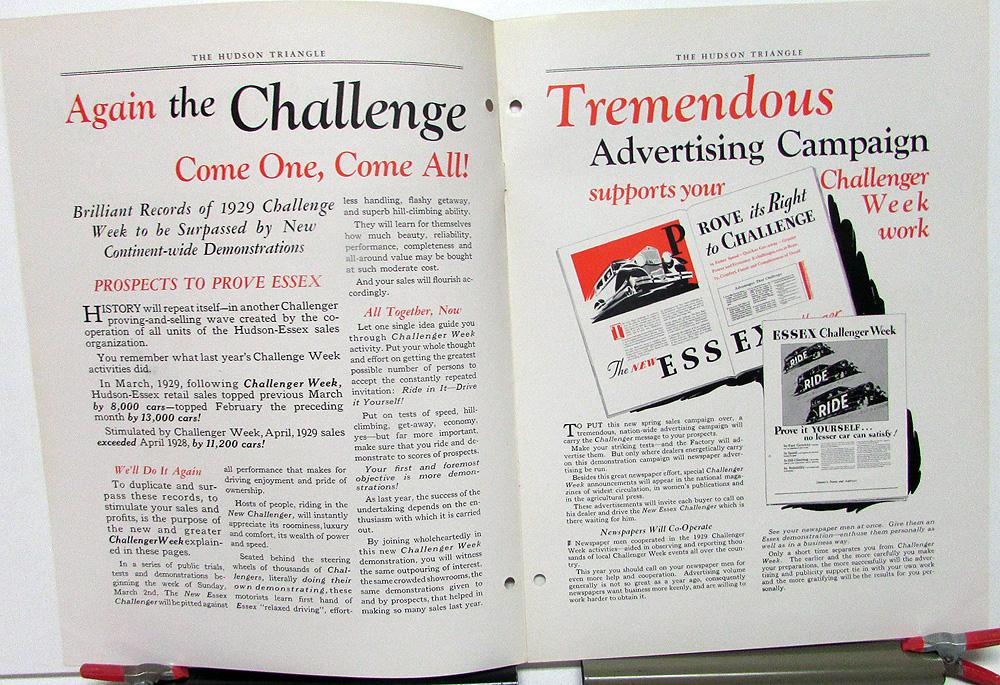 THE HUDSON TRIANGLE
Again the Challenge
Come One, Come All!
Brilliant Records of 1929 Challenge
Week to be Surpassed by New
Continent-wide Demonstrations
PROSPECTS TO PROVE ESSEX
HISTORY will repeat itself—in another Challenger
proving-and-selling wave created by the co-
operation of all units of the Hudson-Essex sales
organization.
You remember what last year's Challenge Week
activities did.
In March, 1929, following Challenger Week,
Hudson-Essex retail sales topped previous March
by 8,000 cars—topped February the preceding
month by 13,000 cars!
Stimulated by Challenge Week, April, 1929 sales
exceeded April 1928, by 11,200 cars!
We'll Do It Again
To duplicate and sur-
pass these records, to
stimulate your sales and
profits, is the purpose of
the new and greater
Challenger Week explain-
ed in these pages.
In a series of public trials,
tests and demonstrations be-
ginning the week of Sunday,
March 2nd, The New Essex
Challenger will be pitted against
all performance that makes for
driving enjoyment and pride of
ownership.
Hosts of people, riding in the
New Challenger, will instantly
appreciate its roominess, luxury
and comfort, its wealth of power
and speed.
Seated behind the steering
wheels of thousands of Chal-
lengers, literally doing their
own demonstrating, these
motorists learn first hand of
Essex "relaxed driving", effort-
less handling, flashy getaway,
and superb hill-climbing ability.
They will learn for themselves
how much beauty, reliability,
performance, completeness and
all-around value may be bought
at such moderate cost.
And your sales will flourish ac-
cordingly.
All Together, Now
Let one single idea guide you
through Challenger Week
activity. Put your whole thought
and effort on getting the greatest
possible number of persons to
accept the constantly repeated
invitation: Ride in It—Drive
it Yourself!
Put on tests of speed, hill-
climbing, get-away, economy,
yes—but far more important,
make sure that you ride and de-
monstrate to scores of prospects.
Your first and foremost
objective is more demon-
strations!
As last year, the success of the
undertaking depends on the en-
thusiasm with which it is carried
out.
By joining wholeheartedly in
this new Challenger Week
demonstration, you will witness
the same outpouring of interest,
the same crowded showrooms, the
same demonstrations given to
and by prospects, that helped in
making so many sales last year.
THE HUDSON TRIANGLE
Tremendous
Advertising Campaign
supports your
Challenger
Week
work
PROVE its Right
to CHALLENGE
The NEW ESSEX
ESSEX Challenger Week
RIDE
RIDE
RIDE
Prove it YOURSELF...
no lesser car can satisfy!
TO PUT this new spring sales campaign over, a
tremendous, nation-wide advertising campaign will
carry the Challenger message to your prospects.
Make your striking tests—and the Factory will ad-
vertise them. But only where dealers energetically carry
on this demonstration campaign will newspaper adver-
tising be run.
Besides this great newspaper effort, special Challenger
Week announcements will appear in the national maga-
zines of widest circulation, in women's publications and
in the agricultural press.
These advertisements will invite each buyer to call on
his dealer and drive the New Essex Challenger which is
there waiting for him.
Newspapers Will Co-Operate
Newspaper men cooperated in the 1929 Challenger
Week activities—aided in observing and reporting thou-
sands of local Challenger Week events all over the coun-
try.
This year you should call on your newspaper men for
even more help and cooperation. Advertising volume
generally is not so great as a year ago, consequently
newspapers want business more keenly, and are willing to
work harder to obtain it.
See your newspaper men at once. Give them an
Essex demonstration—enthuse them personally as
well as in a business way.
Only a short time separates you from Challenger
Week. The earlier and the more carefully you make
your preparations, the more successfully will the adver-
tising and publicity support tie in with your own work
and the more gratifying will be the results for you per-
sonally.